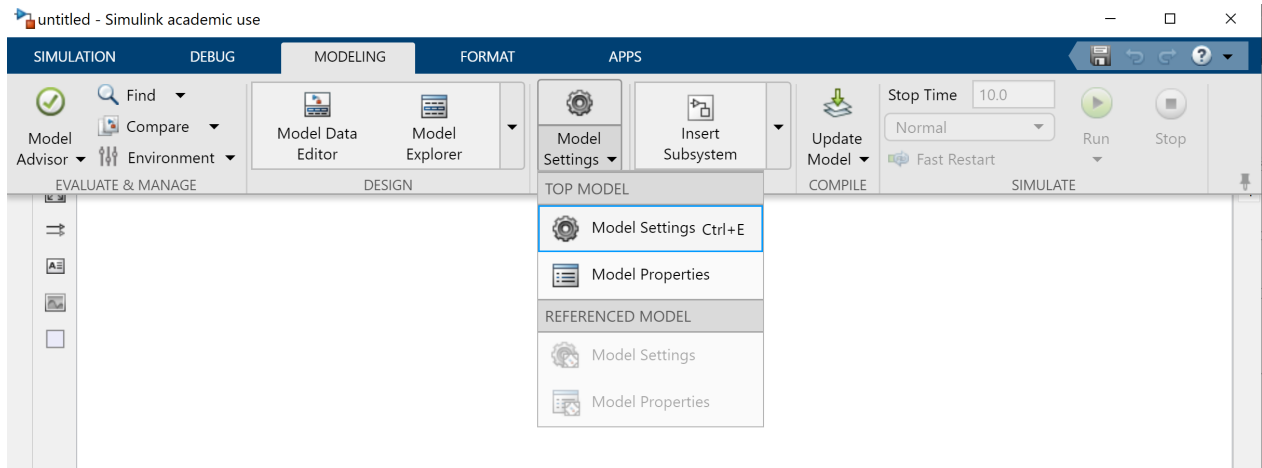 untitled - Simulink academic use
SIMULATION DEBUG MODELING FORMAT APPS
Model
Advisor
Find
Compare
Environment
EVALUATE & MANAGE
Model Data
Editor
Model
Explorer
DESIGN
Model
Settings
Insert
Subsystem
Update
Model
COMPILE
Stop Time 10.0
Normal
Fast Restart
Run
Stop
SIMULATE
TOP MODEL
Model Settings Ctrl+E
Model Properties
REFERENCED MODEL
Model Settings
Model Properties